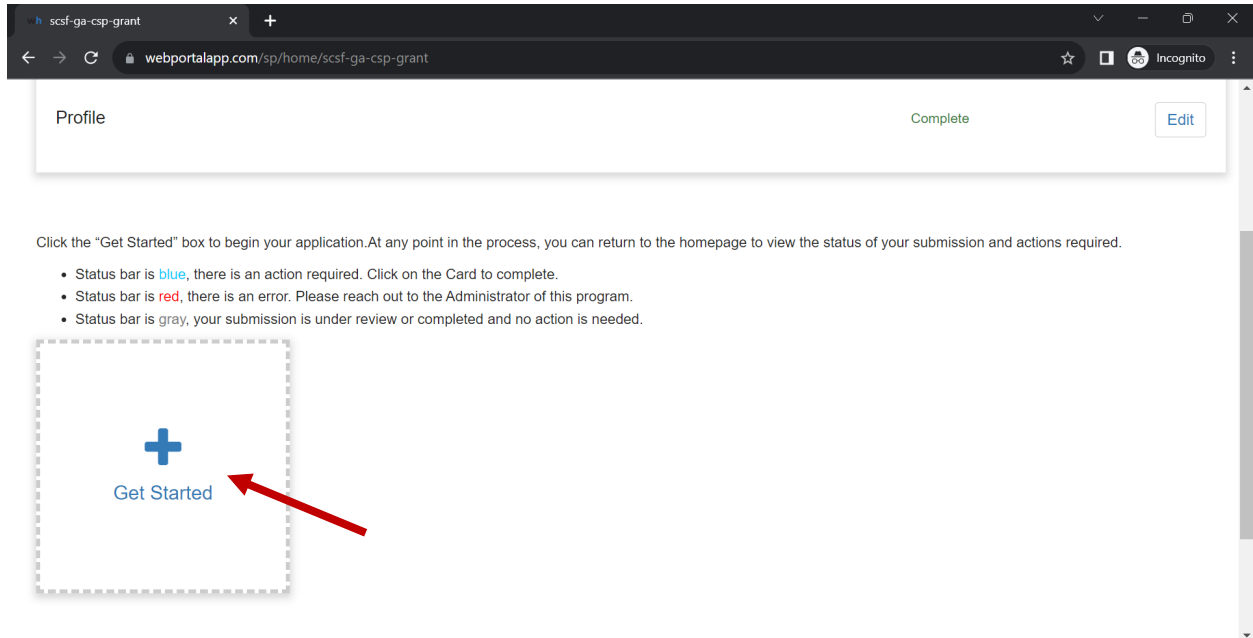 wh scsf-ga-csp-grant
webportalapp.com/sp/home/scsf-ga-csp-grant Incognito
Profile Complete Edit
Click the “Get Started” box to begin your application.At any point in the process, you can return to the homepage to view the status of your submission and actions required.
• Status bar is blue, there is an action required. Click on the Card to complete.
• Status bar is red, there is an error. Please reach out to the Administrator of this program.
• Status bar is gray, your submission is under review or completed and no action is needed.
Get Started